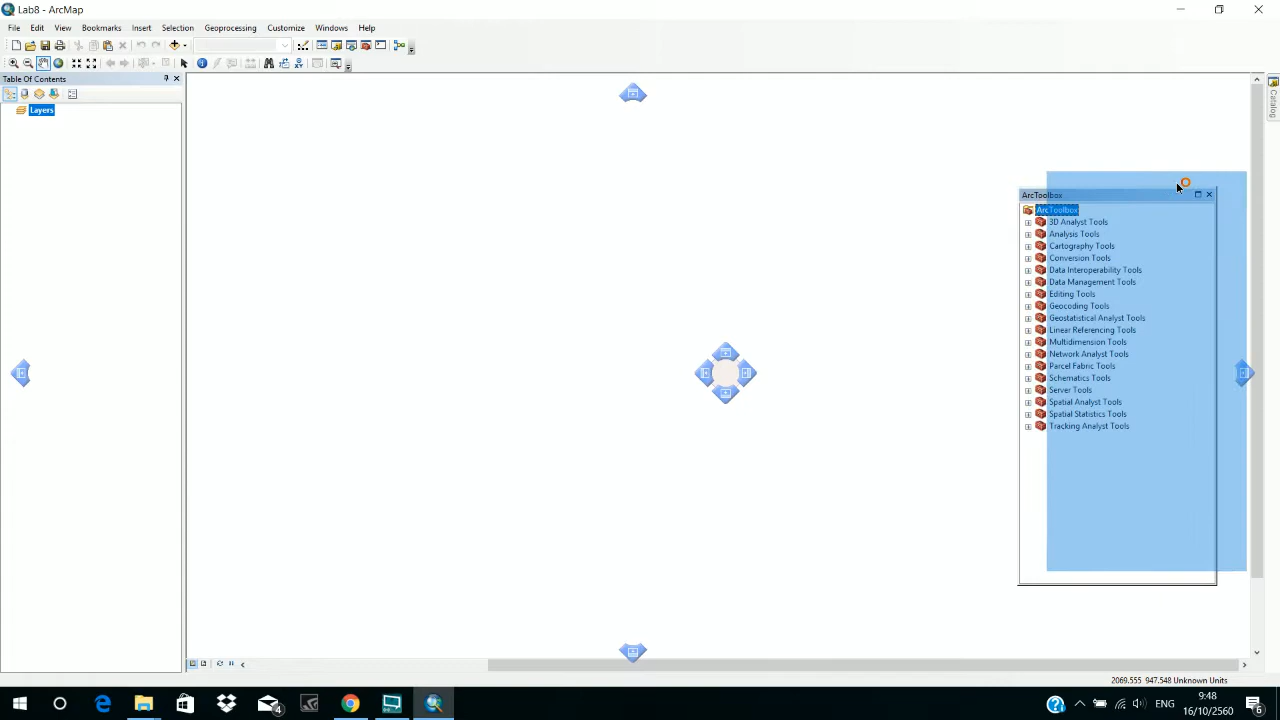 Lab8 - ArcMap
File Edit View Bookmarks Insert Selection Geoprocessing Customize Windows Help
Table Of Contents
Layers
Catalog
ArcToolbox
ArcToolbox
3D Analyst Tools
Analysis Tools
Cartography Tools
Conversion Tools
Data Interoperability Tools
Data Management Tools
Editing Tools
Geocoding Tools
Geostatistical Analyst Tools
Linear Referencing Tools
Multidimension Tools
Network Analyst Tools
Parcel Fabric Tools
Schematics Tools
Server Tools
Spatial Analyst Tools
Spatial Statistics Tools
Tracking Analyst Tools
2069.555 947.548 Unknown Units
4
ENG
9:48
16/10/2560
6